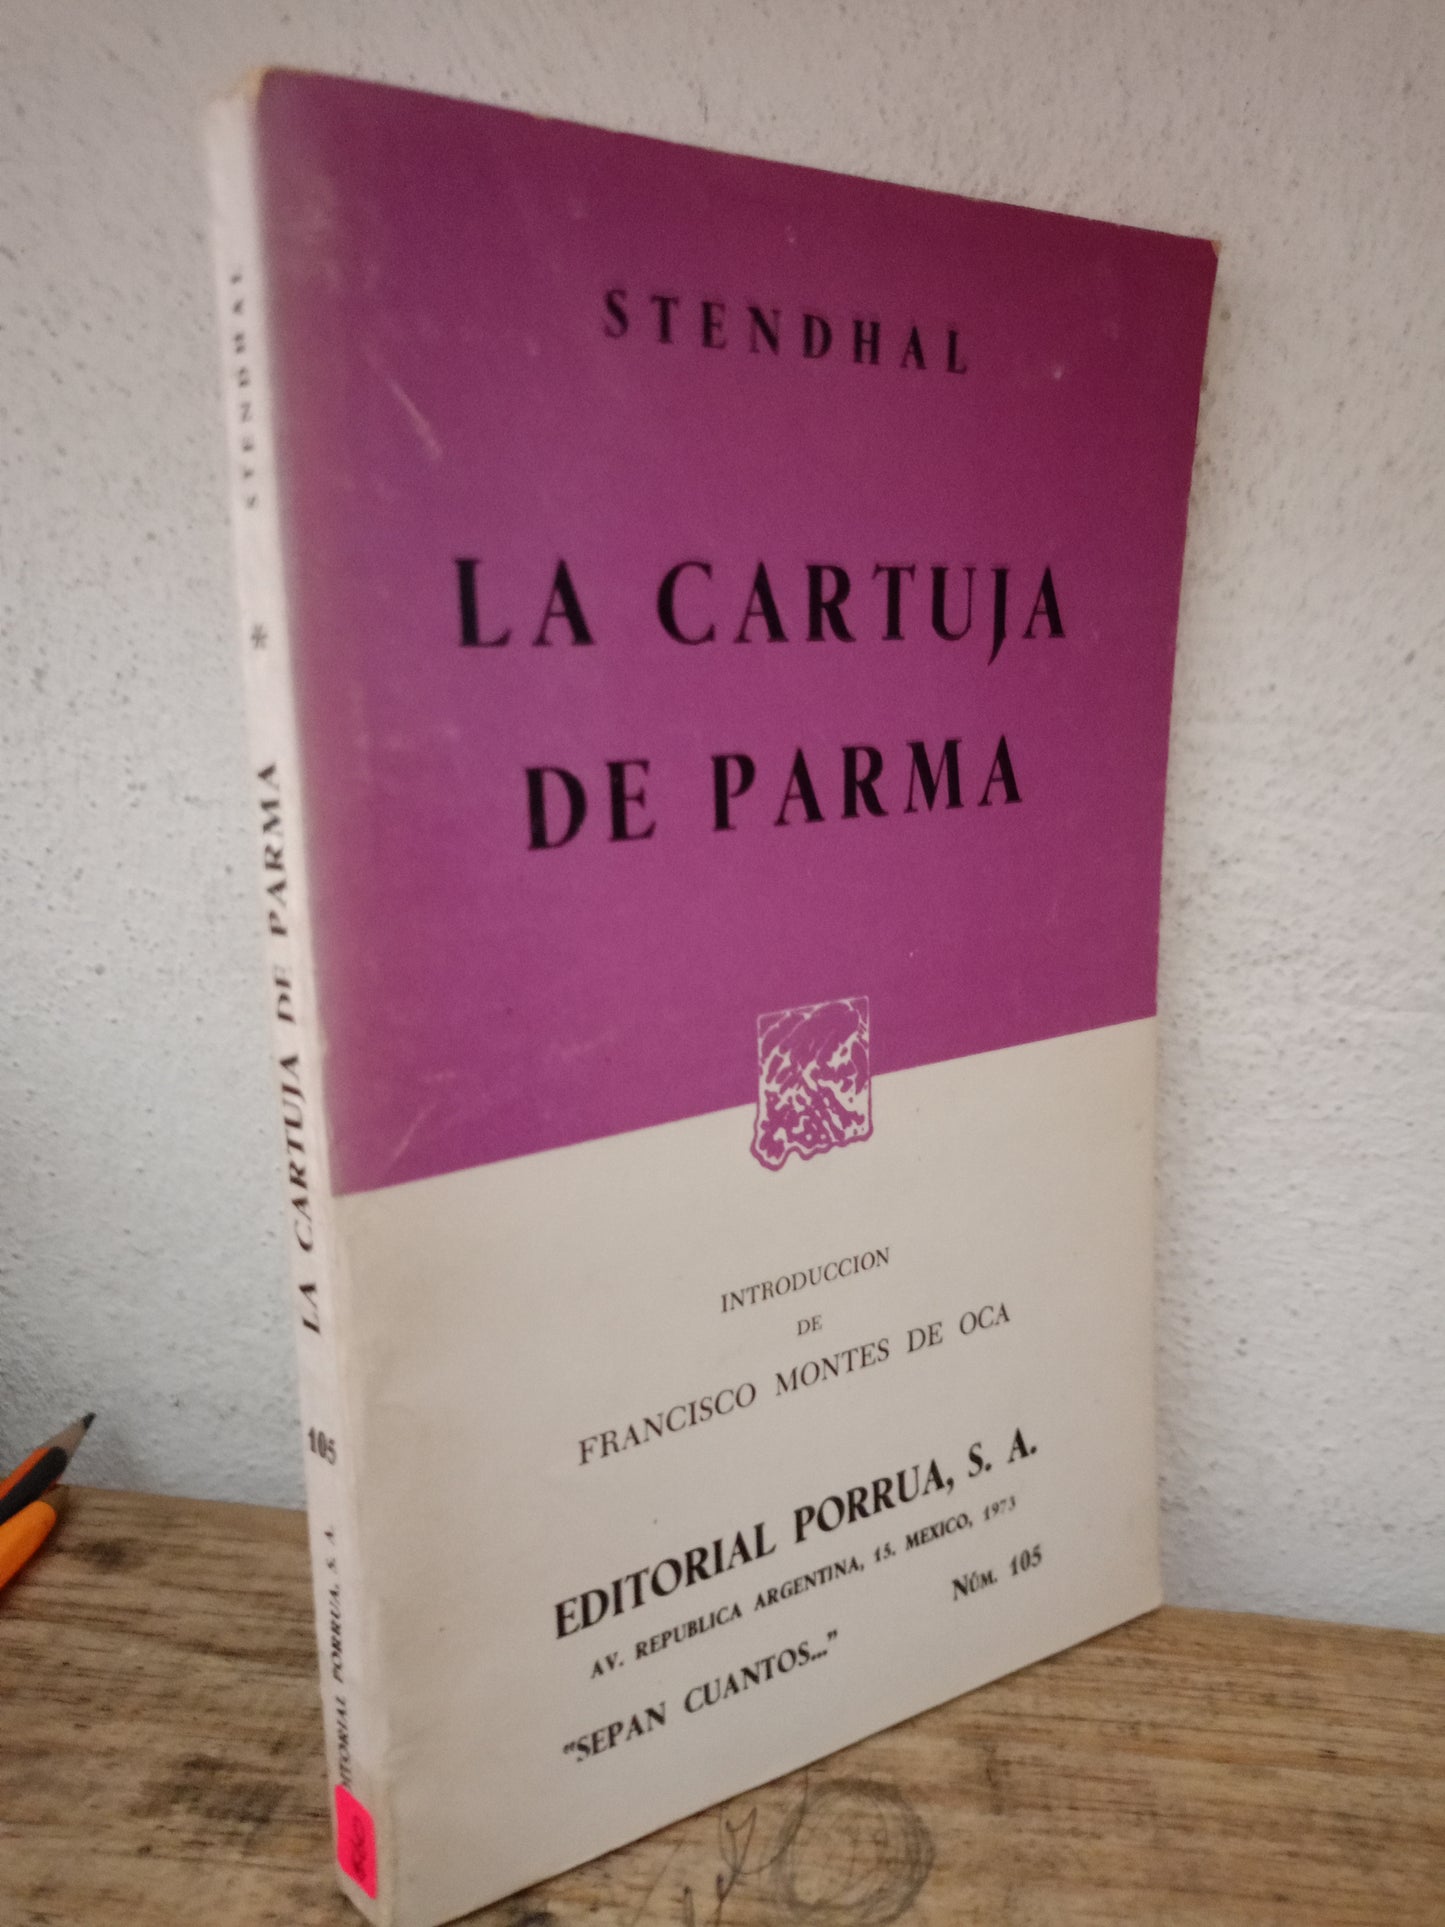 STENDHAL
LA CARTUJA
DE PARMA
INTRODUCCION
DE
FRANCISCO MONTES DE OCA
EDITORIAL PORRUA, S. A.
AV. REPUBLICA ARGENTINA, 15. MEXICO, 1973
"SEPAN CUANTOS..."
NÚM. 105
STENDHAL * LA CARTUJA DE PARMA 105 EDITORIAL PORRUA, S. A.